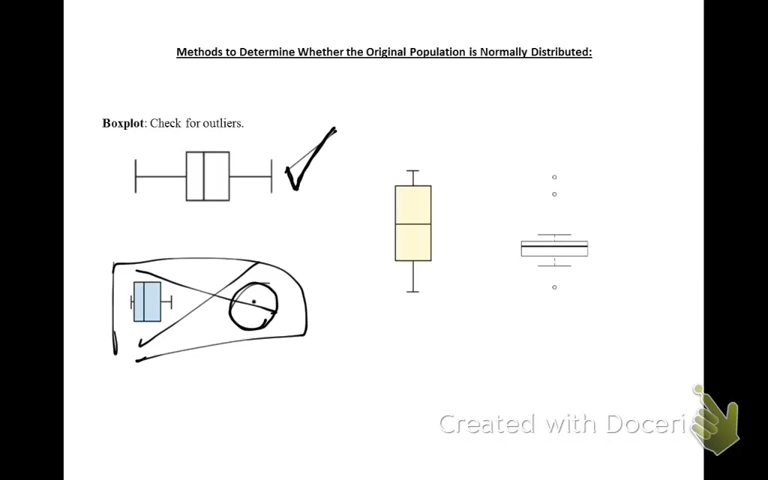 Methods to Determine Whether the Original Population is Normally Distributed:
Boxplot: Check for outliers.
Created with Doceri